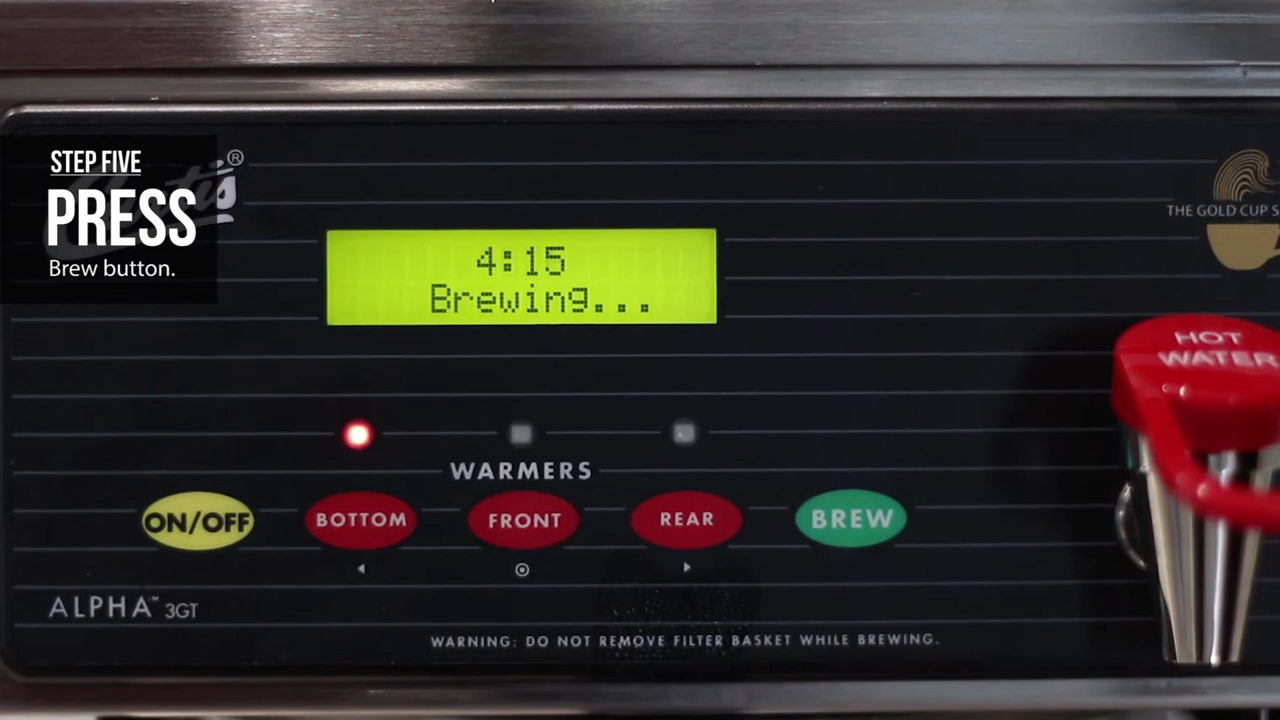 STEP FIVE
PRESS
Brew button.
®
THE GOLD CUP S
4:15
Brewing...
HOT
WATER
WARMERS
ON/OFF
BOTTOM
FRONT
REAR
BREW
ALPHA™ 3GT
WARNING: DO NOT REMOVE FILTER BASKET WHILE BREWING.